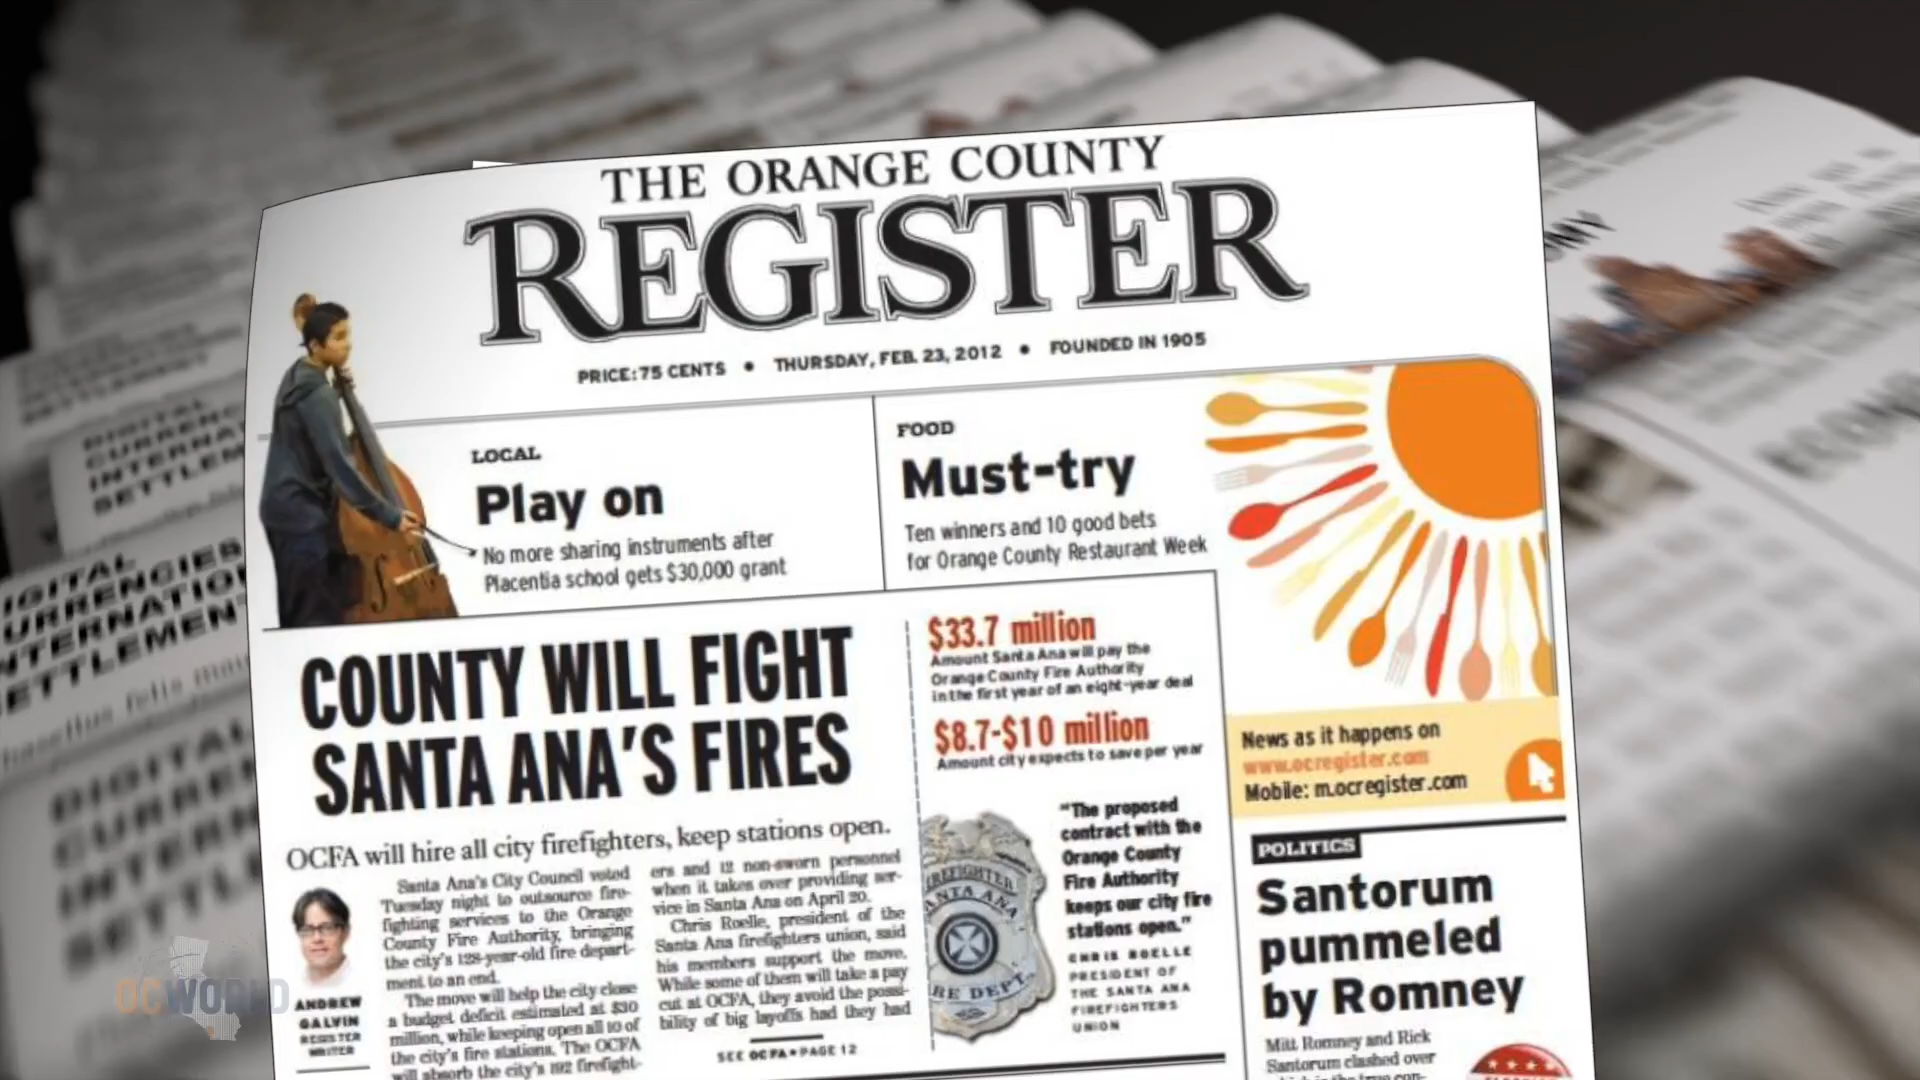 THE ORANGE COUNTY
REGISTER
PRICE: 75 CENTS • THURSDAY, FEB. 23, 2012 • FOUNDED IN 1905
LOCAL
Play on
No more sharing instruments after
Placentia school gets $30,000 grant
FOOD
Must-try
Ten winners and 10 good bets
for Orange County Restaurant Week
COUNTY WILL FIGHT
SANTA ANA'S FIRES
OCFA will hire all city firefighters, keep stations open.
ANDREW
GALVIN
REGISTER
WRITER
Santa Ana's City Council voted
Tuesday night to outsource fire-
fighting services to the Orange
County Fire Authority, bringing
the city's 128-year-old fire depart-
ment to an end.
The move will help the city close
a budget deficit estimated at $30
million, while keeping open all 10 of
the city's fire stations. The OCFA
will absorb the city's 192 firefight-
ers and 12 non-sworn personnel
when it takes over providing ser-
vice in Santa Ana on April 20.
Chris Roelle, president of the
Santa Ana firefighters union, said
his members support the move.
While some of them will take a pay
cut at OCFA, they avoid the possi-
bility of big layoffs had they had
SEE OCFA • PAGE 12
$33.7 million
Amount Santa Ana will pay the
Orange County Fire Authority
in the first year of an eight-year deal
$8.7-$10 million
Amount city expects to save per year
FIREFIGHTER
SANTA ANA
FIRE DEPT.
"The proposed
contract with the
Orange County
Fire Authority
keeps our city fire
stations open."
CHRIS ROELLE
PRESIDENT OF
THE SANTA ANA
FIREFIGHTERS
UNION
News as it happens on
www.ocregister.com
Mobile: m.ocregister.com
POLITICS
Santorum
pummeled
by Romney
Mitt Romney and Rick
Santorum clashed over
DIGITAL
CURRENCIES
INTERNATION
SETTLEMENT
OC WORLD